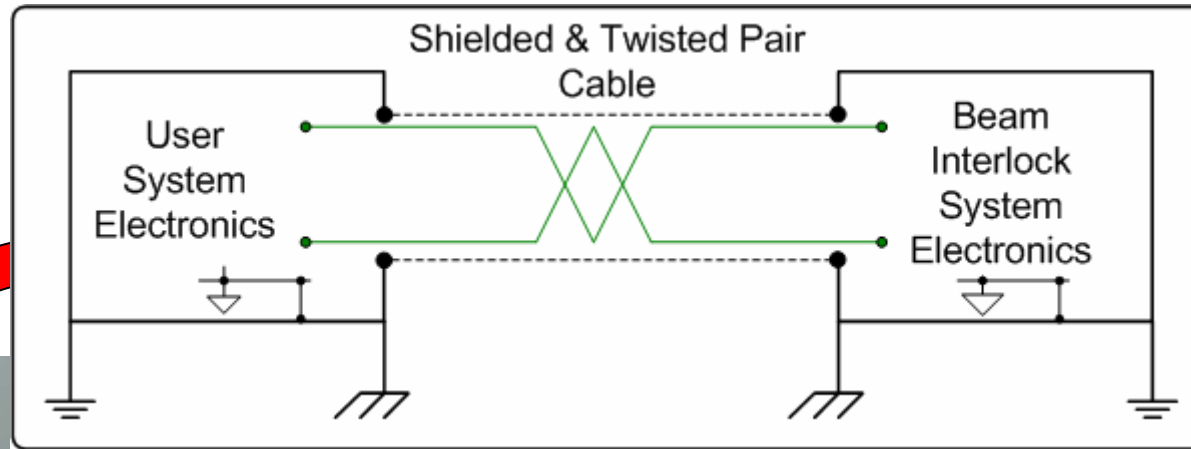 Shielded & Twisted Pair
Cable
User
System
Electronics
Beam
Interlock
System
Electronics